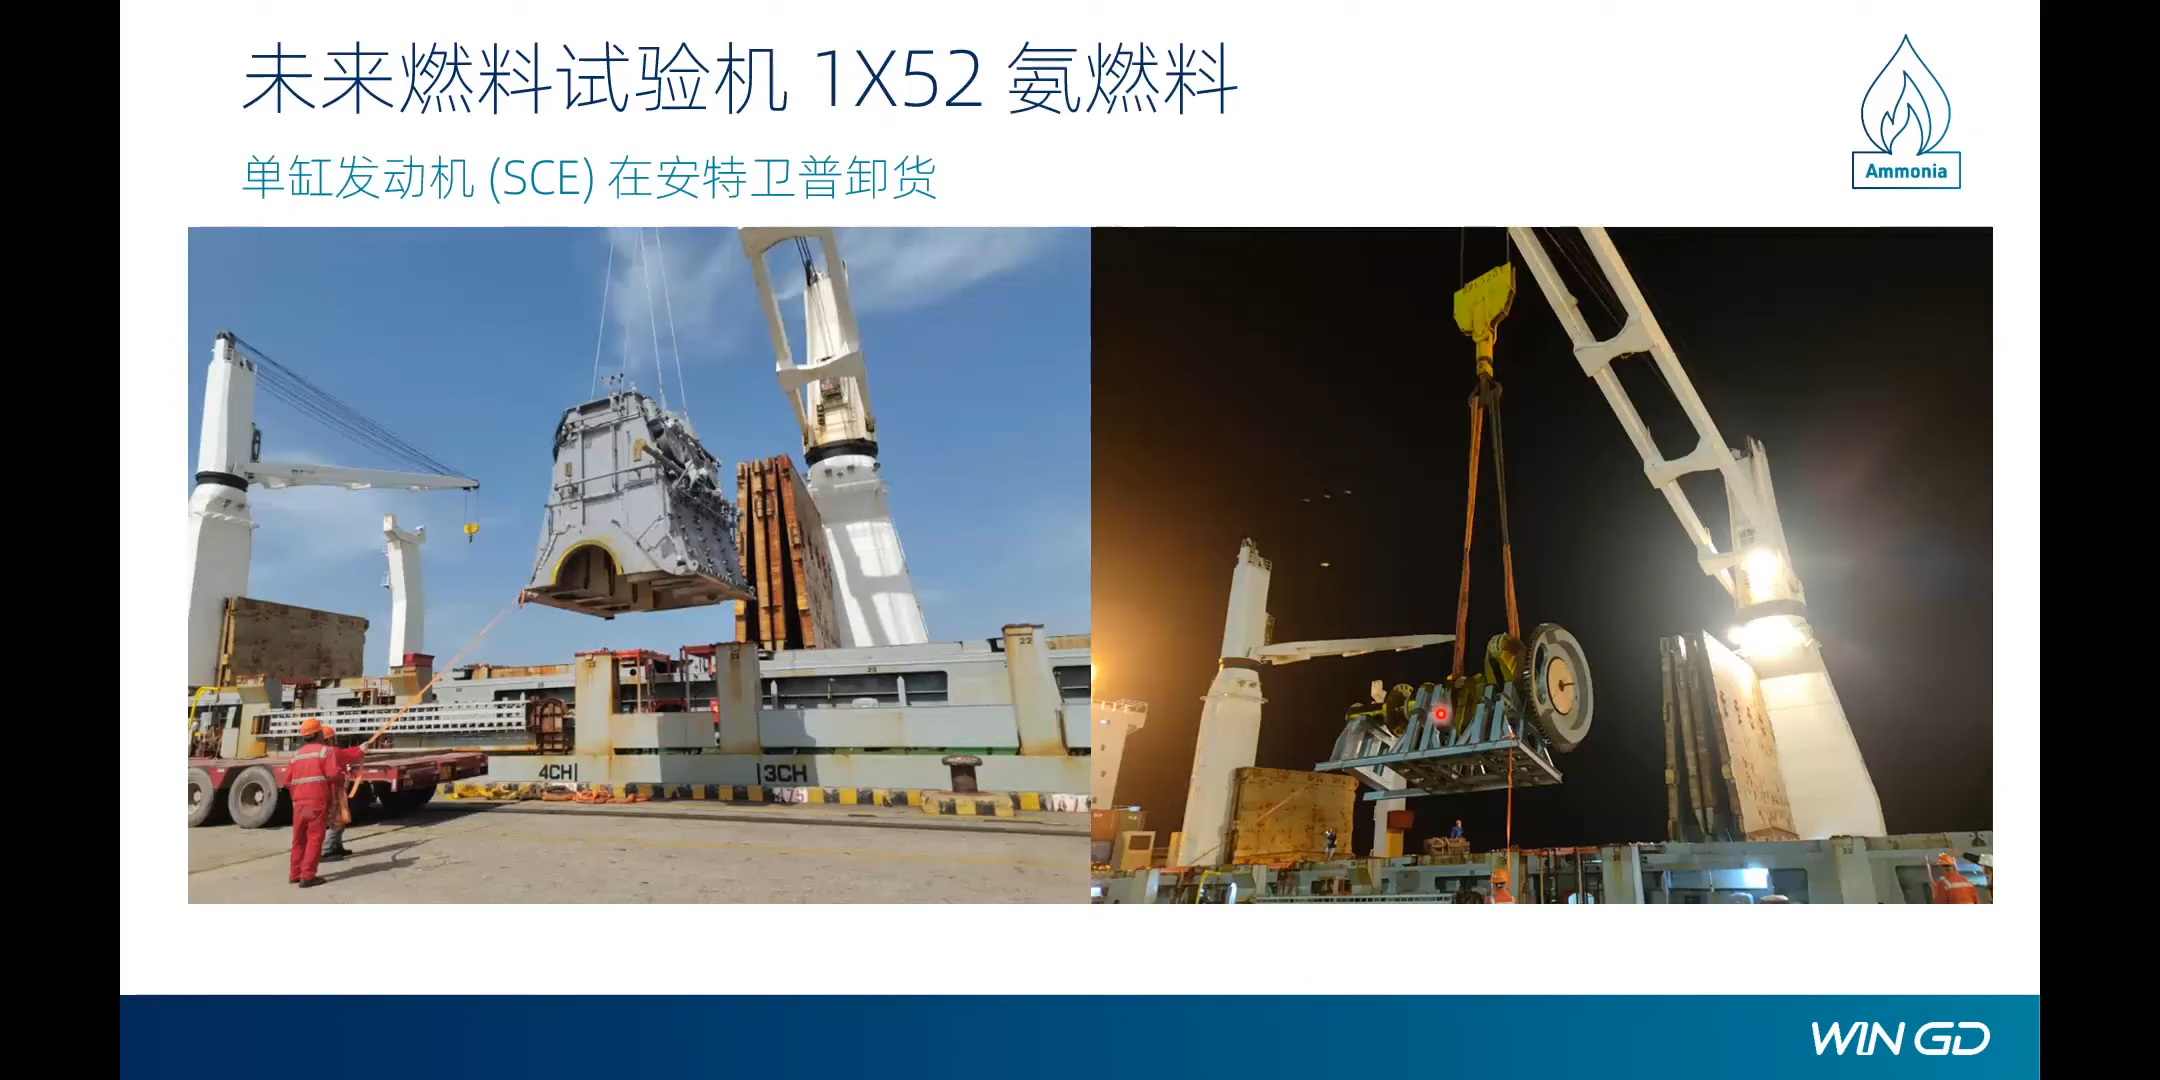 未来燃料试验机 1X52 氨燃料
单缸发动机 (SCE) 在安特卫普卸货
Ammonia
22
4CH
3CH
WIN GD